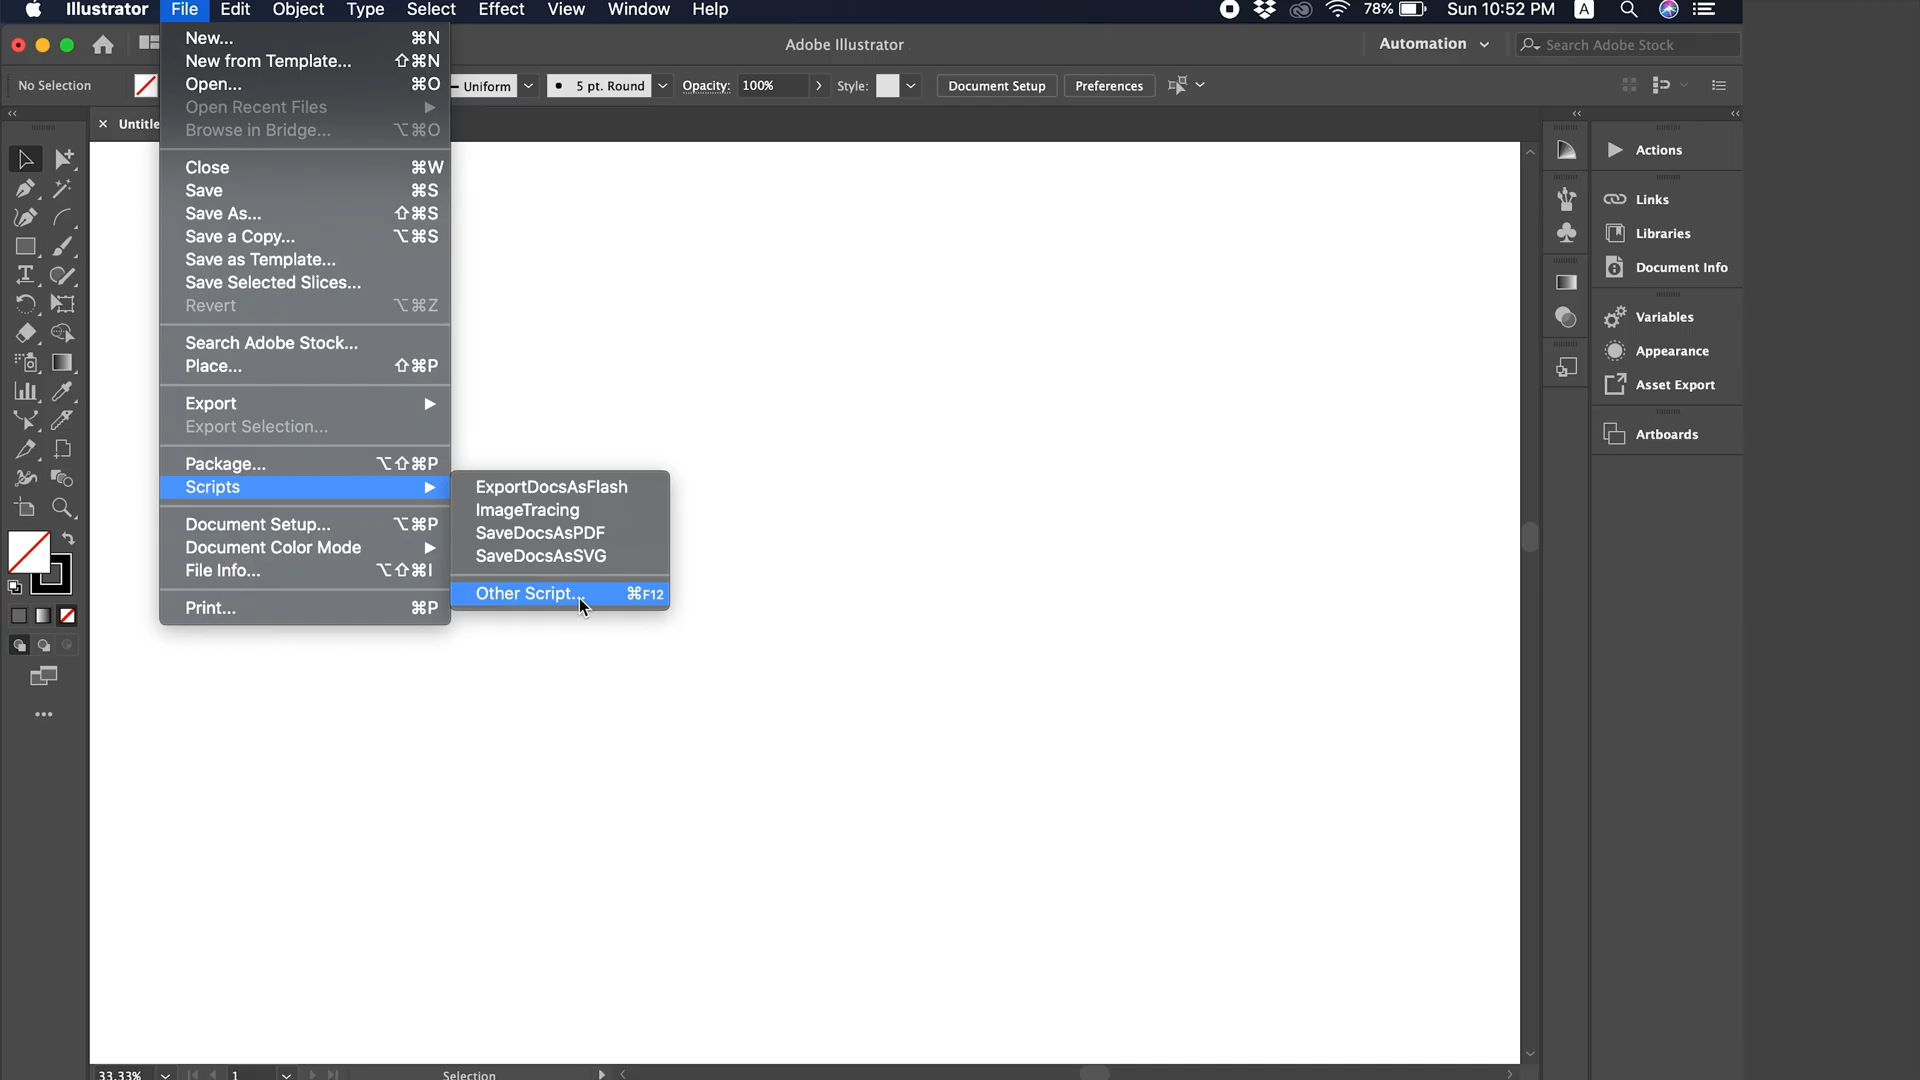 Illustrator File Edit Object Type Select Effect View Window Help 78% Sun 10:52 PM A
Adobe Illustrator Automation Search Adobe Stock
No Selection Uniform 5 pt. Round Opacity: 100% Style: Document Setup Preferences
Untitle
New... ⌘N
New from Template... ⇧⌘N
Open... ⌘O
Open Recent Files
Browse in Bridge... ⌥⌘O
Close ⌘W
Save ⌘S
Save As... ⇧⌘S
Save a Copy... ⌥⌘S
Save as Template...
Save Selected Slices...
Revert ⌥⌘Z
Search Adobe Stock...
Place... ⇧⌘P
Export
Export Selection...
Package... ⌥⇧⌘P
Scripts
Document Setup... ⌥⌘P
Document Color Mode
File Info... ⌥⇧⌘I
Print... ⌘P
ExportDocsAsFlash
ImageTracing
SaveDocsAsPDF
SaveDocsAsSVG
Other Script... ⌘F12
Actions
Links
Libraries
Document Info
Variables
Appearance
Asset Export
Artboards
33.33% 1 Selection